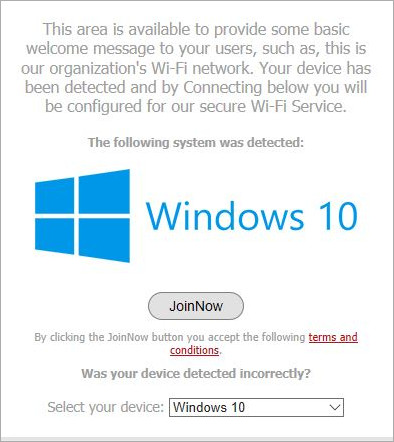 This area is available to provide some basic
welcome message to your users, such as, this is
our organization's Wi-Fi network. Your device has
been detected and by Connecting below you will
be configured for our secure Wi-Fi Service.
The following system was detected:
Windows 10
JoinNow
By clicking the JoinNow button you accept the following terms and
conditions.
Was your device detected incorrectly?
Select your device: Windows 10